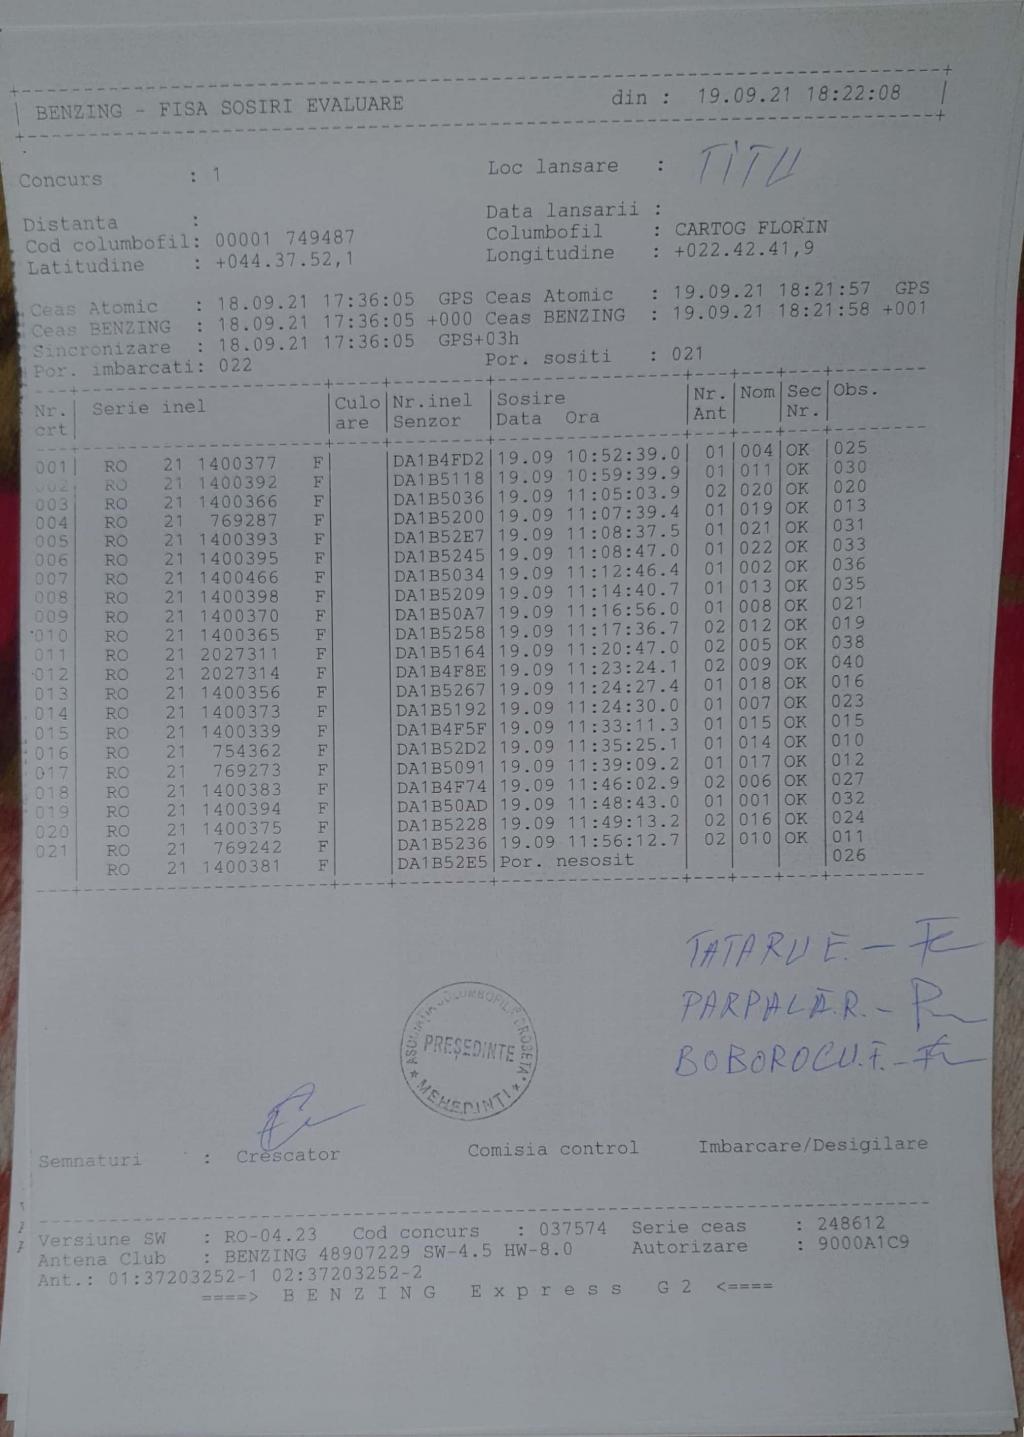 BENZING - FISA SOSIRI EVALUARE din : 19.09.21 18:22:08
Concurs : 1 Loc lansare : TITU
Distanta : Data lansarii :
Cod columbofil: 00001 749487 Columbofil : CARTOG FLORIN
Latitudine : +044.37.52,1 Longitudine : +022.42.41,9
Ceas Atomic : 18.09.21 17:36:05 GPS Ceas Atomic : 19.09.21 18:21:57 GPS
Ceas BENZING : 18.09.21 17:36:05 +000 Ceas BENZING : 19.09.21 18:21:58 +001
Sincronizare : 18.09.21 17:36:05 GPS+03h
Por. imbarcati: 022 Por. sositi : 021
Nr. Serie inel Culo Nr.inel Sosire Nr. Nom Sec Obs.
crt are Senzor Data Ora Ant Nr.
001 RO 21 1400377 F DA1B4FD2 19.09 10:52:39.0 01 004 OK 025
002 RO 21 1400392 F DA1B5118 19.09 10:59:39.9 01 011 OK 030
003 RO 21 1400366 F DA1B5036 19.09 11:05:03.9 02 020 OK 020
004 RO 21 769287 F DA1B5200 19.09 11:07:39.4 01 019 OK 013
005 RO 21 1400393 F DA1B52E7 19.09 11:08:37.5 01 021 OK 031
006 RO 21 1400395 F DA1B5245 19.09 11:08:47.0 01 022 OK 033
007 RO 21 1400466 F DA1B5034 19.09 11:12:46.4 01 002 OK 036
008 RO 21 1400398 F DA1B5209 19.09 11:14:40.7 01 013 OK 035
009 RO 21 1400370 F DA1B50A7 19.09 11:16:56.0 01 008 OK 021
010 RO 21 1400365 F DA1B5258 19.09 11:17:36.7 02 012 OK 019
011 RO 21 2027311 F DA1B5164 19.09 11:20:47.0 02 005 OK 038
012 RO 21 2027314 F DA1B4F8E 19.09 11:23:24.1 02 009 OK 040
013 RO 21 1400356 F DA1B5267 19.09 11:24:27.4 01 018 OK 016
014 RO 21 1400373 F DA1B5192 19.09 11:24:30.0 01 007 OK 023
015 RO 21 1400339 F DA1B4F5F 19.09 11:33:11.3 01 015 OK 015
016 RO 21 754362 F DA1B52D2 19.09 11:35:25.1 01 014 OK 010
017 RO 21 769273 F DA1B5091 19.09 11:39:09.2 01 017 OK 012
018 RO 21 1400383 F DA1B4F74 19.09 11:46:02.9 02 006 OK 027
019 RO 21 1400394 F DA1B50AD 19.09 11:48:43.0 01 001 OK 032
020 RO 21 1400375 F DA1B5228 19.09 11:49:13.2 02 016 OK 024
021 RO 21 769242 F DA1B5236 19.09 11:56:12.7 02 010 OK 011
RO 21 1400381 F DA1B52E5 Por. nesosit 026
TATARU E. -
PARPALĂ.R. -
BOBOROCU.F. -
ASOCIAȚIA COLUMBOFILĂ DROBETA
PREȘEDINTE
MEHEDINTI
Semnaturi : Crescator Comisia control Imbarcare/Desigilare
Versiune SW : RO-04.23 Cod concurs : 037574 Serie ceas : 248612
Antena Club : BENZING 48907229 SW-4.5 HW-8.0 Autorizare : 9000A1C9
Ant.: 01:37203252-1 02:37203252-2
====> B E N Z I N G E x p r e s s G 2 <====